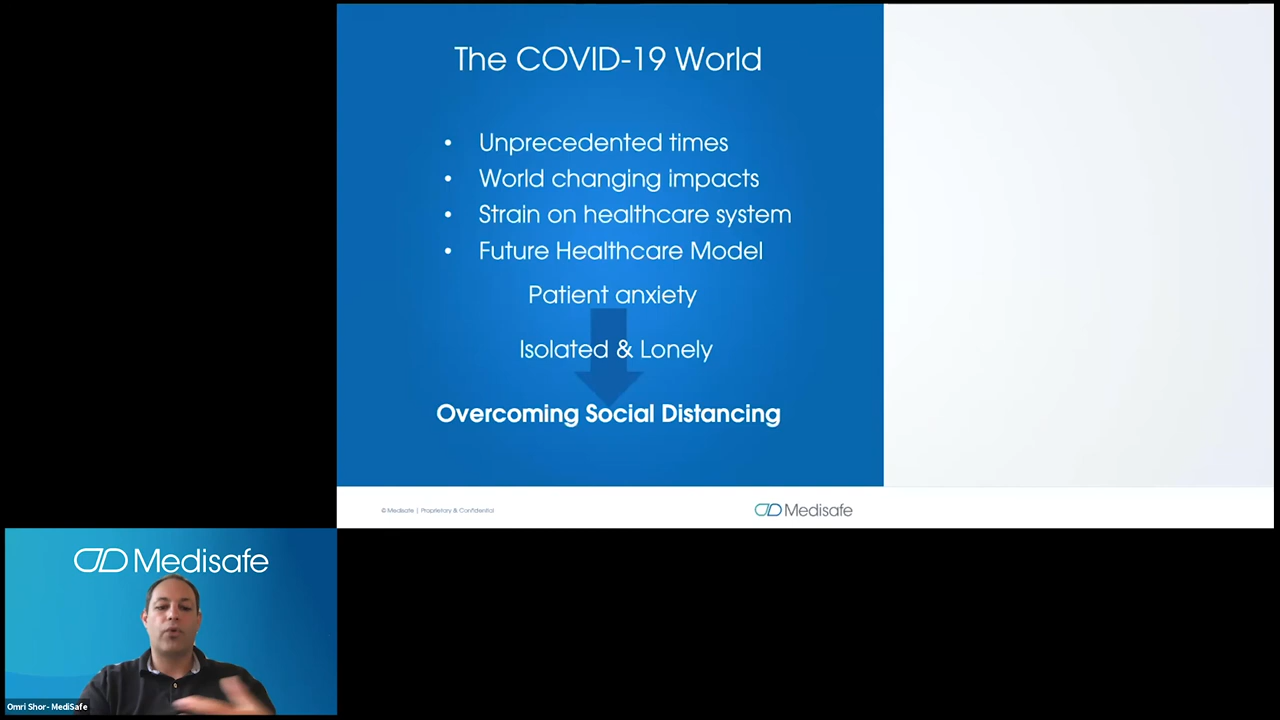 The COVID-19 World
• Unprecedented times
• World changing impacts
• Strain on healthcare system
• Future Healthcare Model
Patient anxiety
Isolated & Lonely
Overcoming Social Distancing
© Medisafe | Proprietary & Confidential
Medisafe
Medisafe
Omri Shor- MediSafe